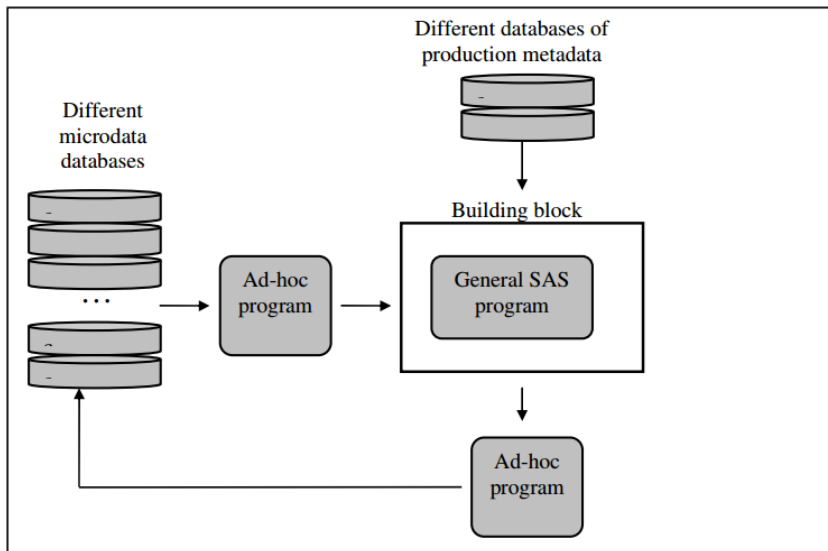 Different databases of
production metadata
Different
microdata
databases
Building block
Ad-hoc
program
General SAS
program
...
Ad-hoc
program